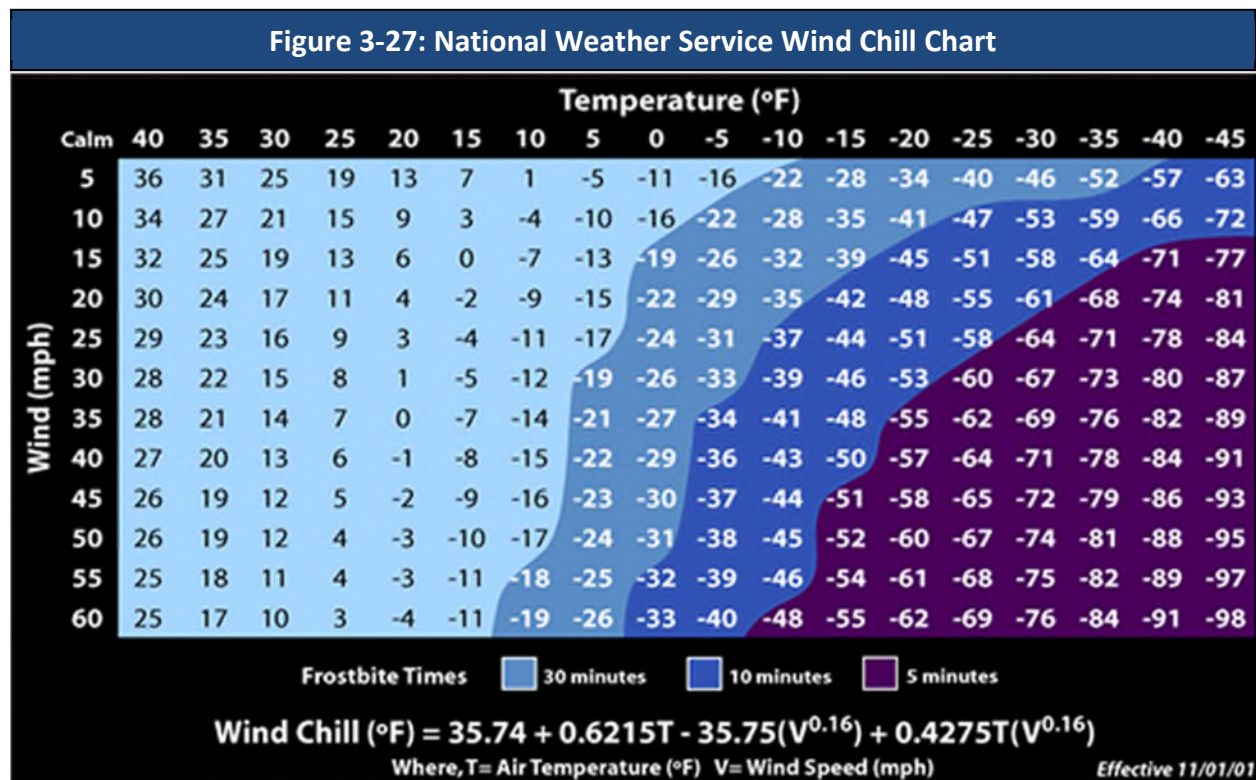 Figure 3-27: National Weather Service Wind Chill Chart
Temperature (ºF)
Calm 40 35 30 25 20 15 10 5 0 -5 -10 -15 -20 -25 -30 -35 -40 -45
Wind (mph)
5 36 31 25 19 13 7 1 -5 -11 -16 -22 -28 -34 -40 -46 -52 -57 -63
10 34 27 21 15 9 3 -4 -10 -16 -22 -28 -35 -41 -47 -53 -59 -66 -72
15 32 25 19 13 6 0 -7 -13 -19 -26 -32 -39 -45 -51 -58 -64 -71 -77
20 30 24 17 11 4 -2 -9 -15 -22 -29 -35 -42 -48 -55 -61 -68 -74 -81
25 29 23 16 9 3 -4 -11 -17 -24 -31 -37 -44 -51 -58 -64 -71 -78 -84
30 28 22 15 8 1 -5 -12 -19 -26 -33 -39 -46 -53 -60 -67 -73 -80 -87
35 28 21 14 7 0 -7 -14 -21 -27 -34 -41 -48 -55 -62 -69 -76 -82 -89
40 27 20 13 6 -1 -8 -15 -22 -29 -36 -43 -50 -57 -64 -71 -78 -84 -91
45 26 19 12 5 -2 -9 -16 -23 -30 -37 -44 -51 -58 -65 -72 -79 -86 -93
50 26 19 12 4 -3 -10 -17 -24 -31 -38 -45 -52 -60 -67 -74 -81 -88 -95
55 25 18 11 4 -3 -11 -18 -25 -32 -39 -46 -54 -61 -68 -75 -82 -89 -97
60 25 17 10 3 -4 -11 -19 -26 -33 -40 -48 -55 -62 -69 -76 -84 -91 -98
Frostbite Times 30 minutes 10 minutes 5 minutes
Wind Chill (ºF) = 35.74 + 0.6215T - 35.75(V^0.16) + 0.4275T(V^0.16)
Where, T= Air Temperature (ºF) V= Wind Speed (mph) Effective 11/01/01